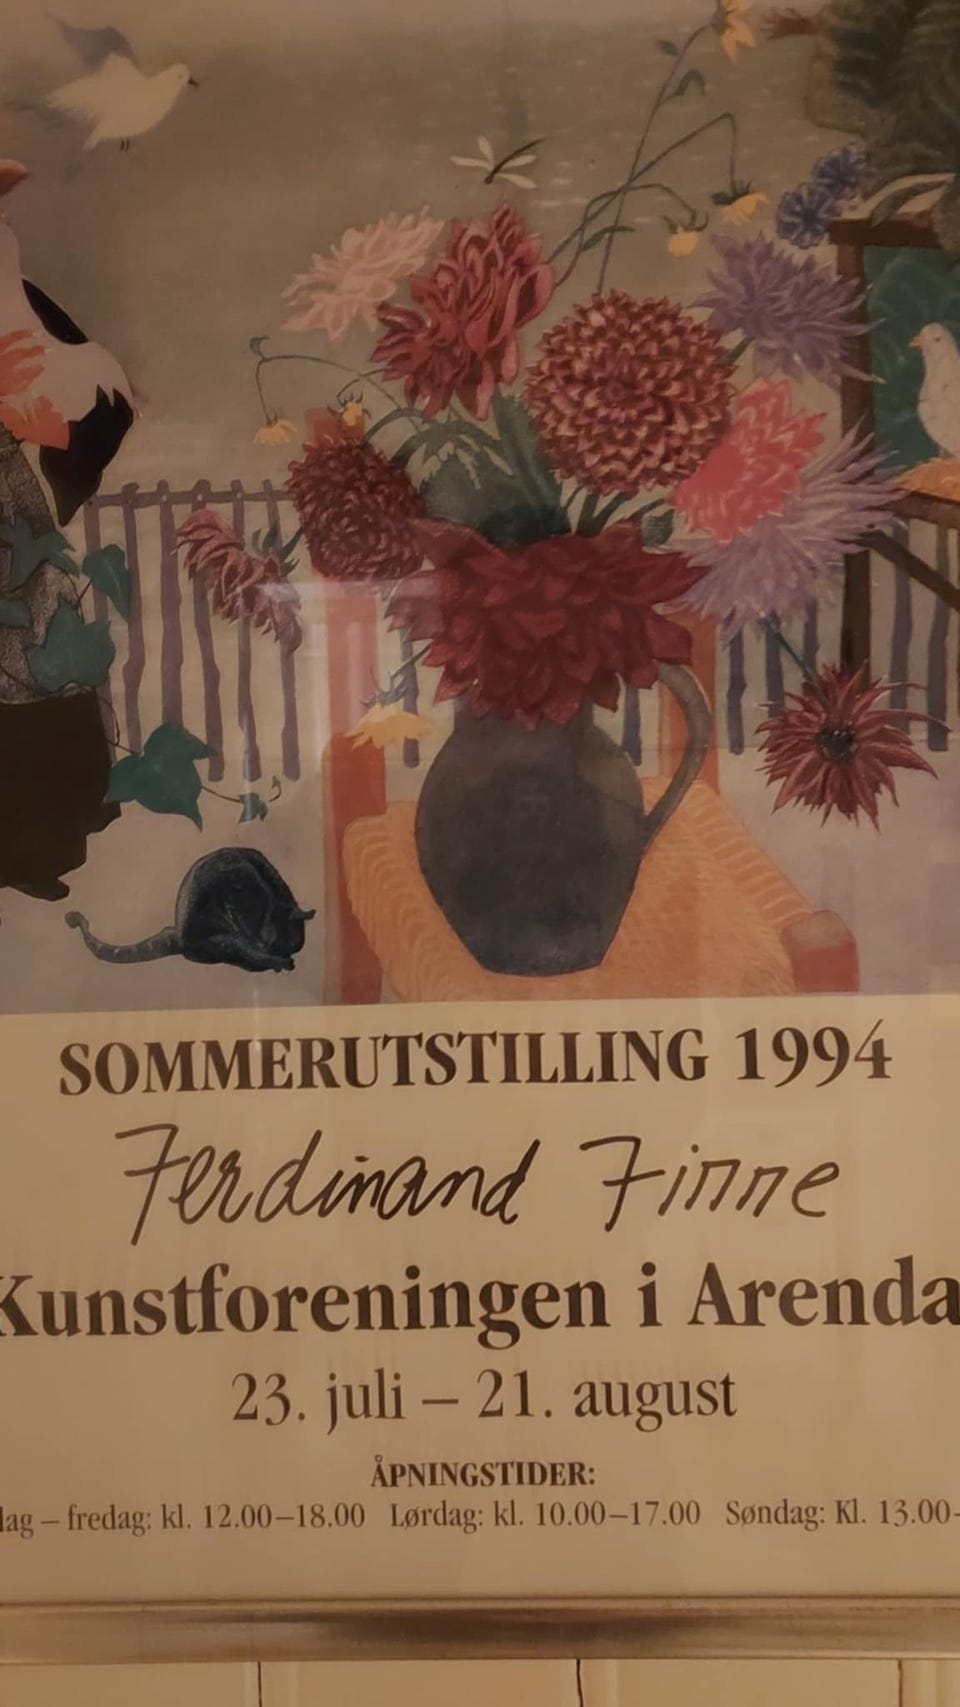 SOMMERUTSTILLING 1994
Ferdinand Finne
Kunstforeningen i Arenda
23. juli – 21. august
ÅPNINGSTIDER:
dag – fredag: kl. 12.00–18.00 Lørdag: kl. 10.00–17.00 Søndag: Kl. 13.00–